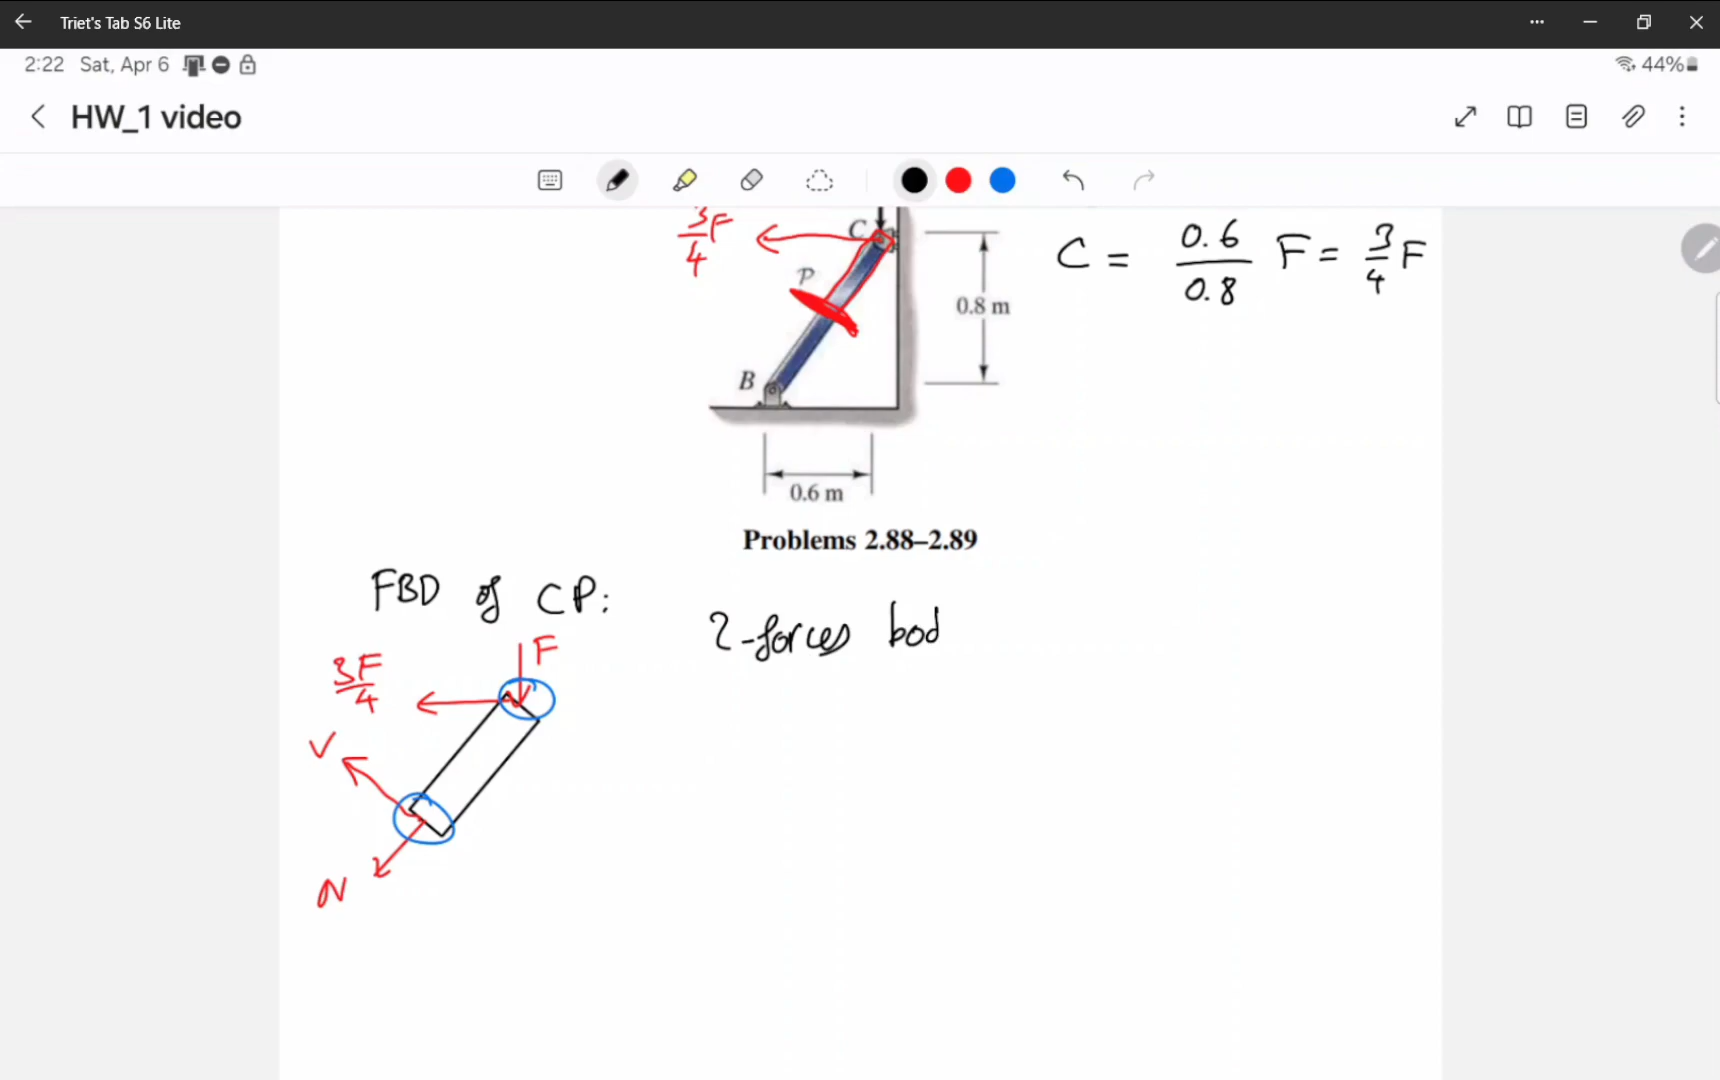 Triet's Tab S6 Lite
2:22 Sat, Apr 6
44%
HW_1 video
3F
4
C
P
B
0.8 m
0.6 m
C = 0.6 / 0.8 F = 3/4 F
Problems 2.88–2.89
FBD of CP:
2-forces bod
F
3F
4
V
N